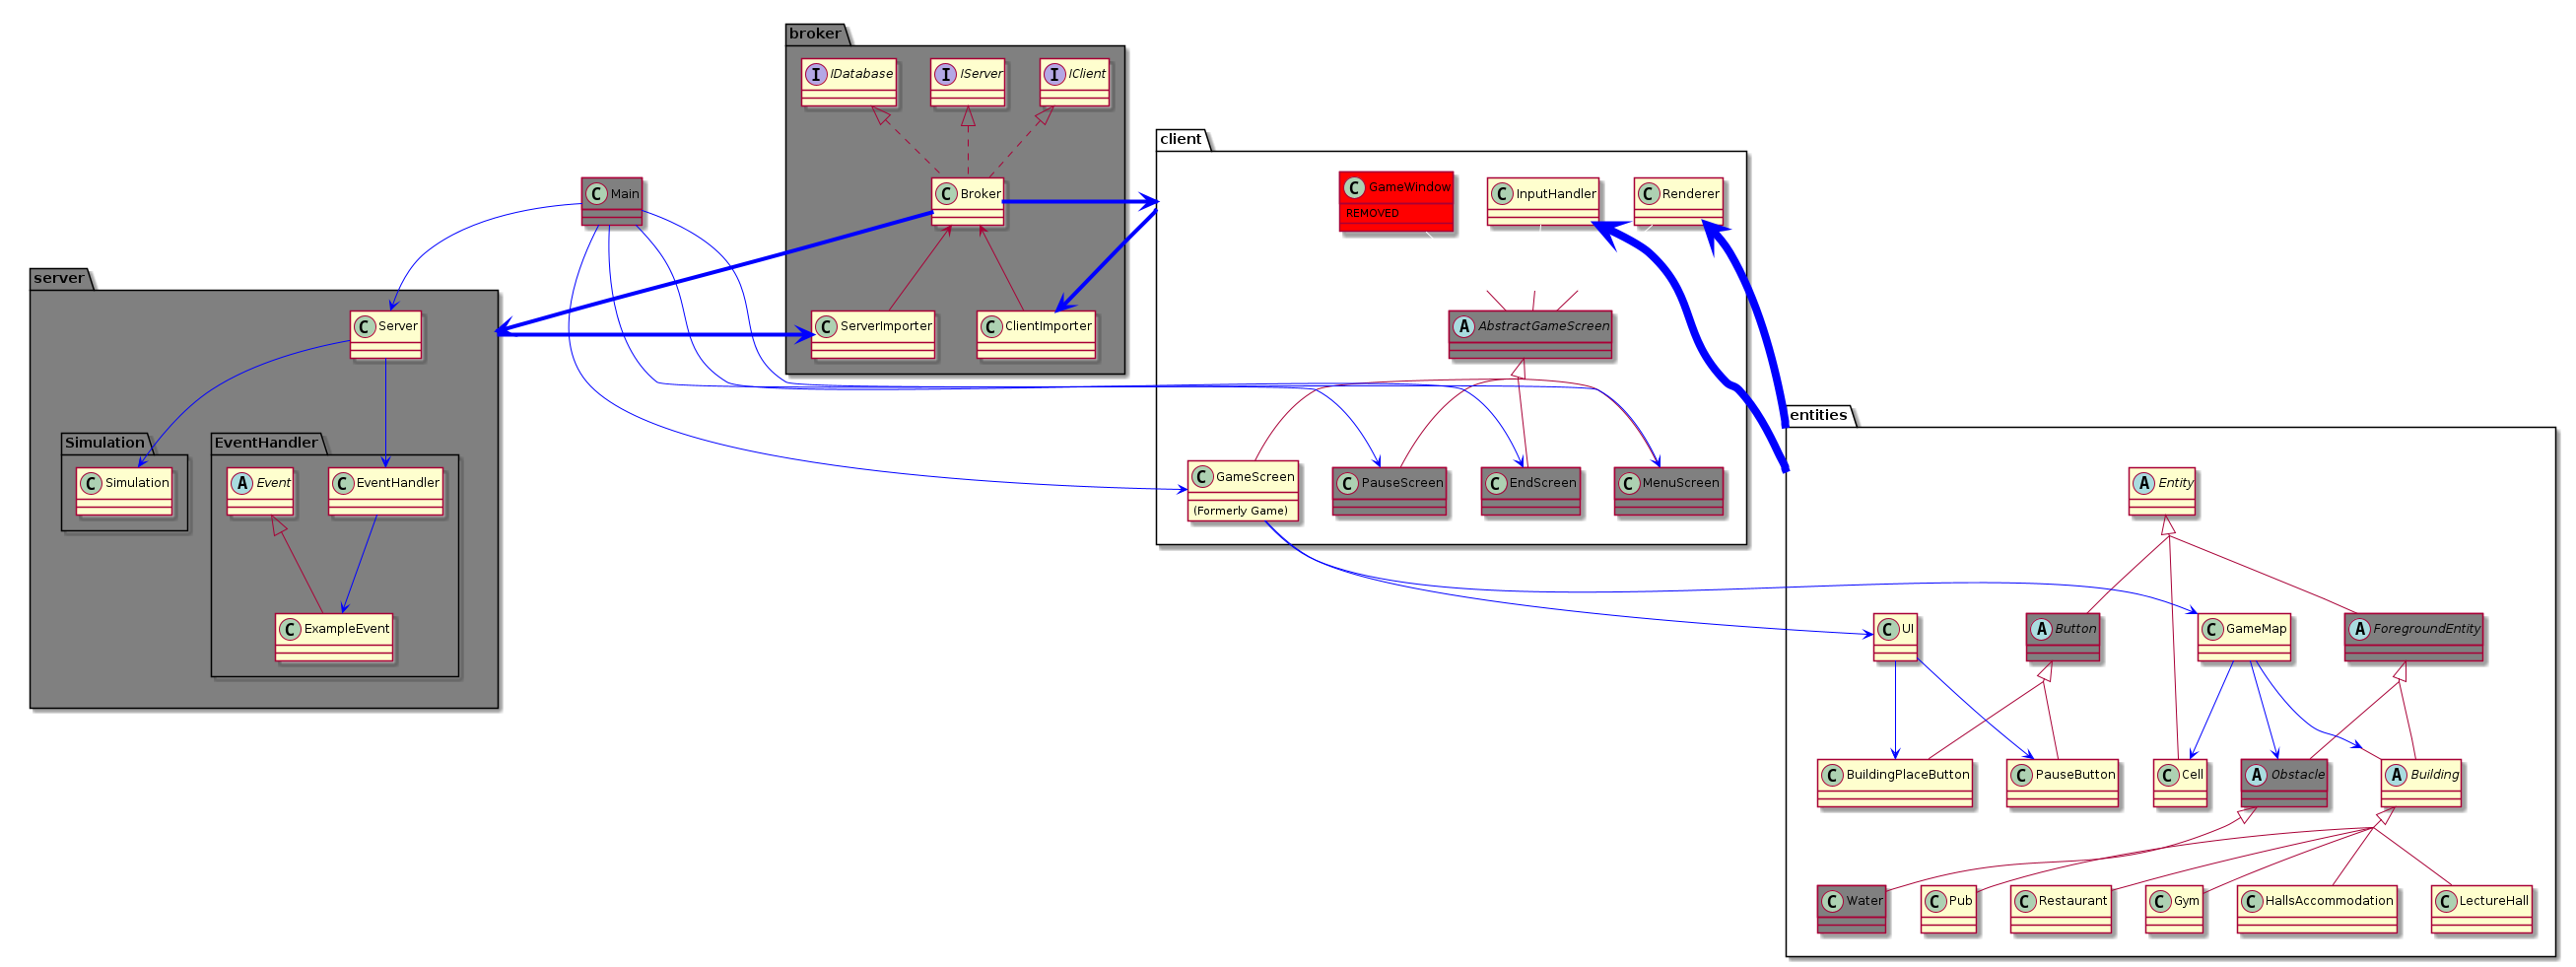 broker
I IDatabase
I IServer
I IClient
client
C Main
C Broker
C GameWindow
REMOVED
C InputHandler
C Renderer
server
C Server
C ServerImporter
C ClientImporter
A AbstractGameScreen
entities
Simulation
EventHandler
C Simulation
A Event
C EventHandler
C GameScreen
(Formerly Game)
C PauseScreen
C EndScreen
C MenuScreen
A Entity
C ExampleEvent
C UI
A Button
C GameMap
A ForegroundEntity
C BuildingPlaceButton
C PauseButton
C Cell
A Obstacle
A Building
C Water
C Pub
C Restaurant
C Gym
C HallsAccommodation
C LectureHall